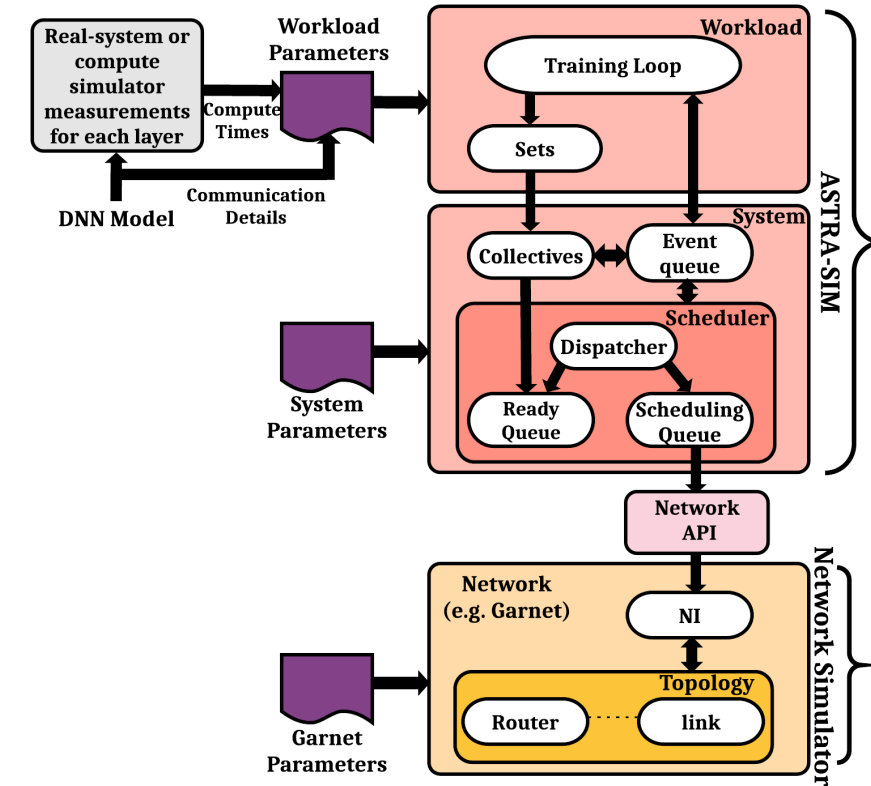 Real-system or
compute
simulator
measurements
for each layer
Workload
Parameters
Compute
Times
Communication
Details
DNN Model
Workload
Training Loop
Sets
System
Collectives
Event
queue
Scheduler
Dispatcher
Ready
Queue
Scheduling
Queue
System
Parameters
ASTRA-SIM
Network
API
Network
(e.g. Garnet)
NI
Topology
Router
link
Garnet
Parameters
Network Simulator